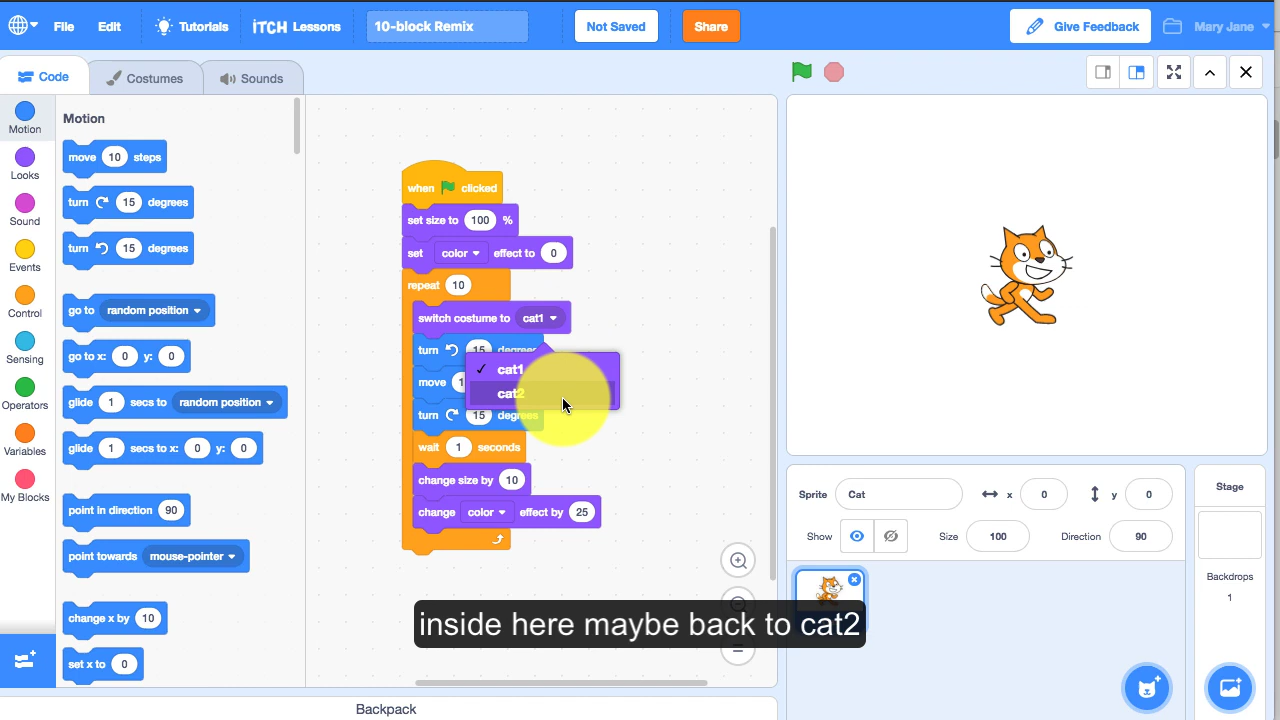 File Edit Tutorials iTCH Lessons 10-block Remix Not Saved Share Give Feedback Mary Jane
Code Costumes Sounds
Motion
Looks
Sound
Events
Control
Sensing
Operators
Variables
My Blocks
Motion
move 10 steps
turn 15 degrees
turn 15 degrees
go to random position
go to x: 0 y: 0
glide 1 secs to random position
glide 1 secs to x: 0 y: 0
point in direction 90
point towards mouse-pointer
change x by 10
set x to 0
when clicked
set size to 100 %
set color effect to 0
repeat 10
switch costume to cat1
turn 15 degrees
cat1
cat2
move
turn 15 degrees
wait 1 seconds
change size by 10
change color effect by 25
Sprite Cat x 0 y 0
Show Size 100 Direction 90
Stage
Backdrops
1
inside here maybe back to cat2
Backpack